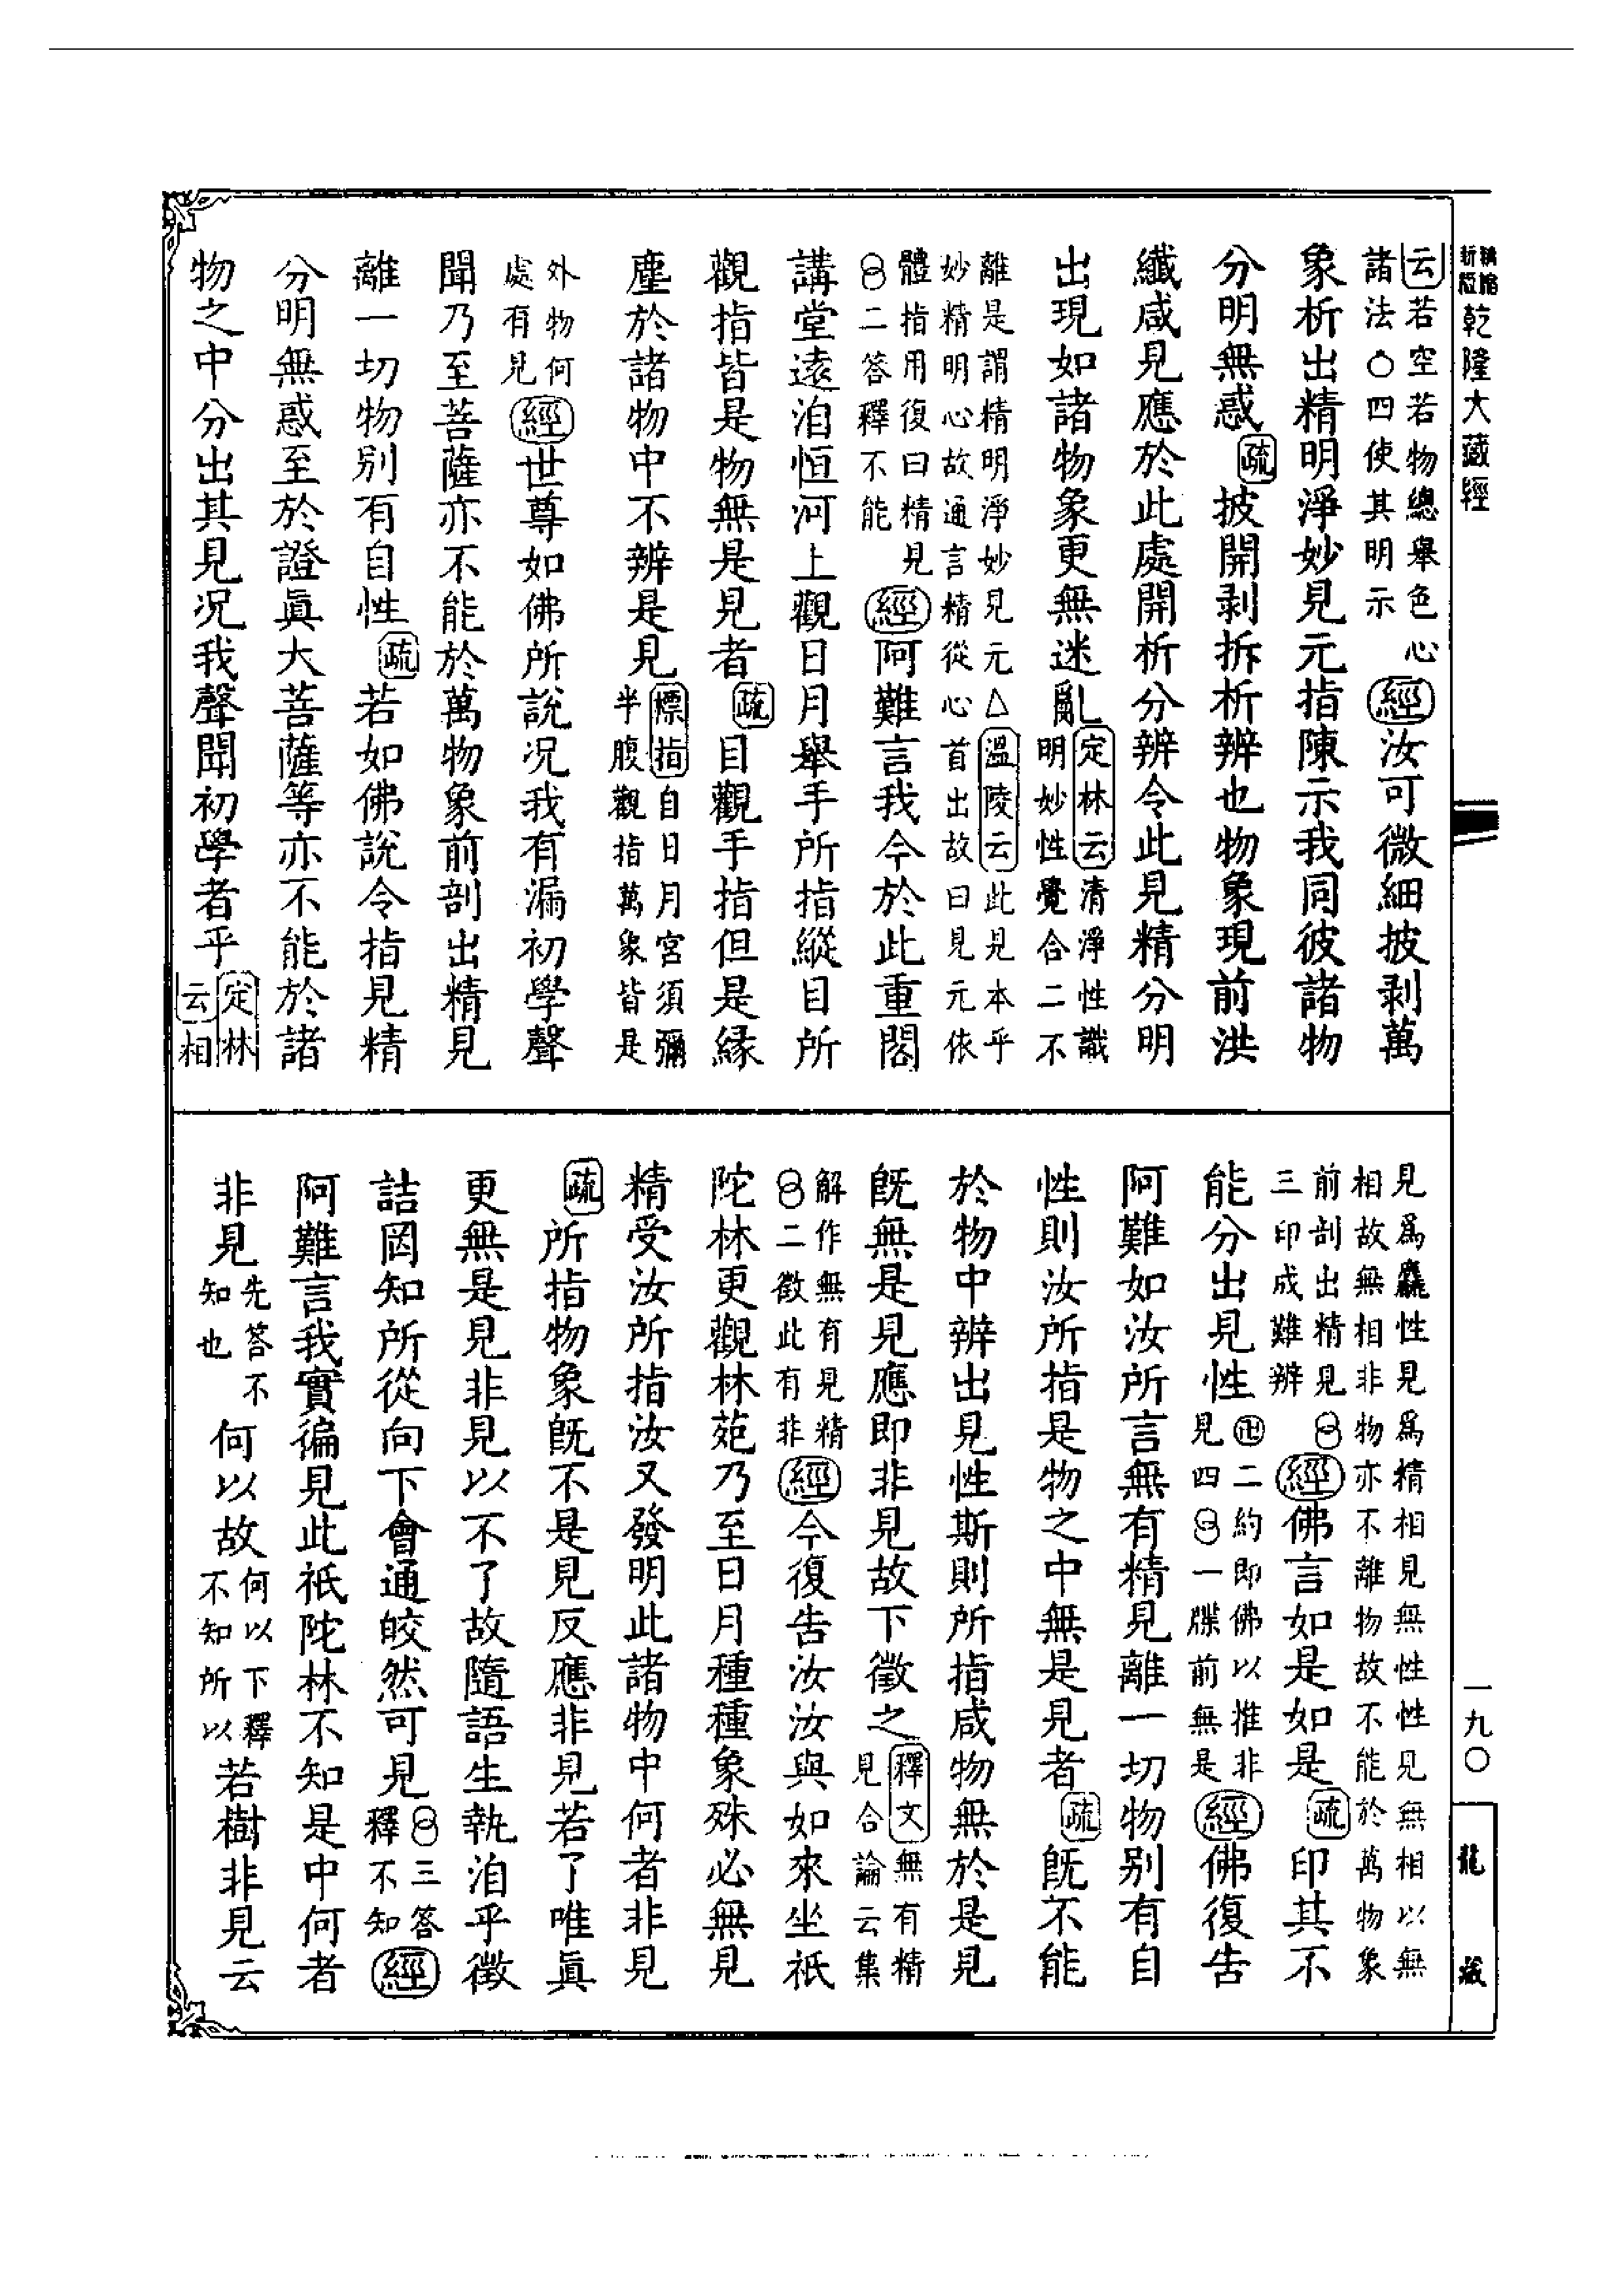 乾隆大藏經
云若空若物總舉色心
諸法○四使其明示
經汝可微細披剥萬
象析出精明淨妙見元指陳示我同彼諸物
分明無惑疏披開剥拆析辨也物象現前洪
纖咸見應於此處開析分辨令此見精分明
出現如諸物象更無迷亂
定林云清淨性識
明妙性覺合二不
離是謂精明淨妙見元△溫陵云此見本乎
妙精明心故通言精從心首出故曰見元依
體指用復曰精見
二答釋不能
經阿難言我今於此重閣
講堂遠洎恒河上觀日月舉手所指縱目所
觀指皆是物無是見者疏目觀手指但是緣
塵於諸物中不辨是見
標指自日月宮須彌
半腹觀指萬象皆是
外物何
處有見
經世尊如佛所說况我有漏初學聲
聞乃至菩薩亦不能於萬物象前剖出精見
離一切物別有自性疏若如佛說令指見精
分明無惑至於證眞大菩薩等亦不能於諸
物之中分出其見况我聲聞初學者乎
定林
云相
見爲麤性見爲精相見無性性見無相以無
相故無相非物亦不離物故不能於萬物象
前剖出精見
三印成難辨
經佛言如是如是疏印其不
能分出見性
卍二約即佛以推非
見四一牒前無是
經佛復告
阿難如汝所言無有精見離一切物別有自
性則汝所指是物之中無是見者疏旣不能
於物中辨出見性斯則所指咸物無於是見
旣無是見應即非見故下徵之
釋文無有精
見合論云集
解作無有見精
二徵此有非
經今復告汝汝與如來坐祇
陀林更觀林苑乃至日月種種象殊必無見
精受汝所指汝又發明此諸物中何者非見
疏所指物象旣不是見反應非見若了唯眞
更無是見非見以不了故隨語生執洎乎徵
詰罔知所從向下會通皎然可見
三答
釋不知
經
阿難言我實徧見此祇陀林不知是中何者
非見
先答不
知也
何以故
何以下釋
不知所以
若樹非見云
一九〇
龍藏